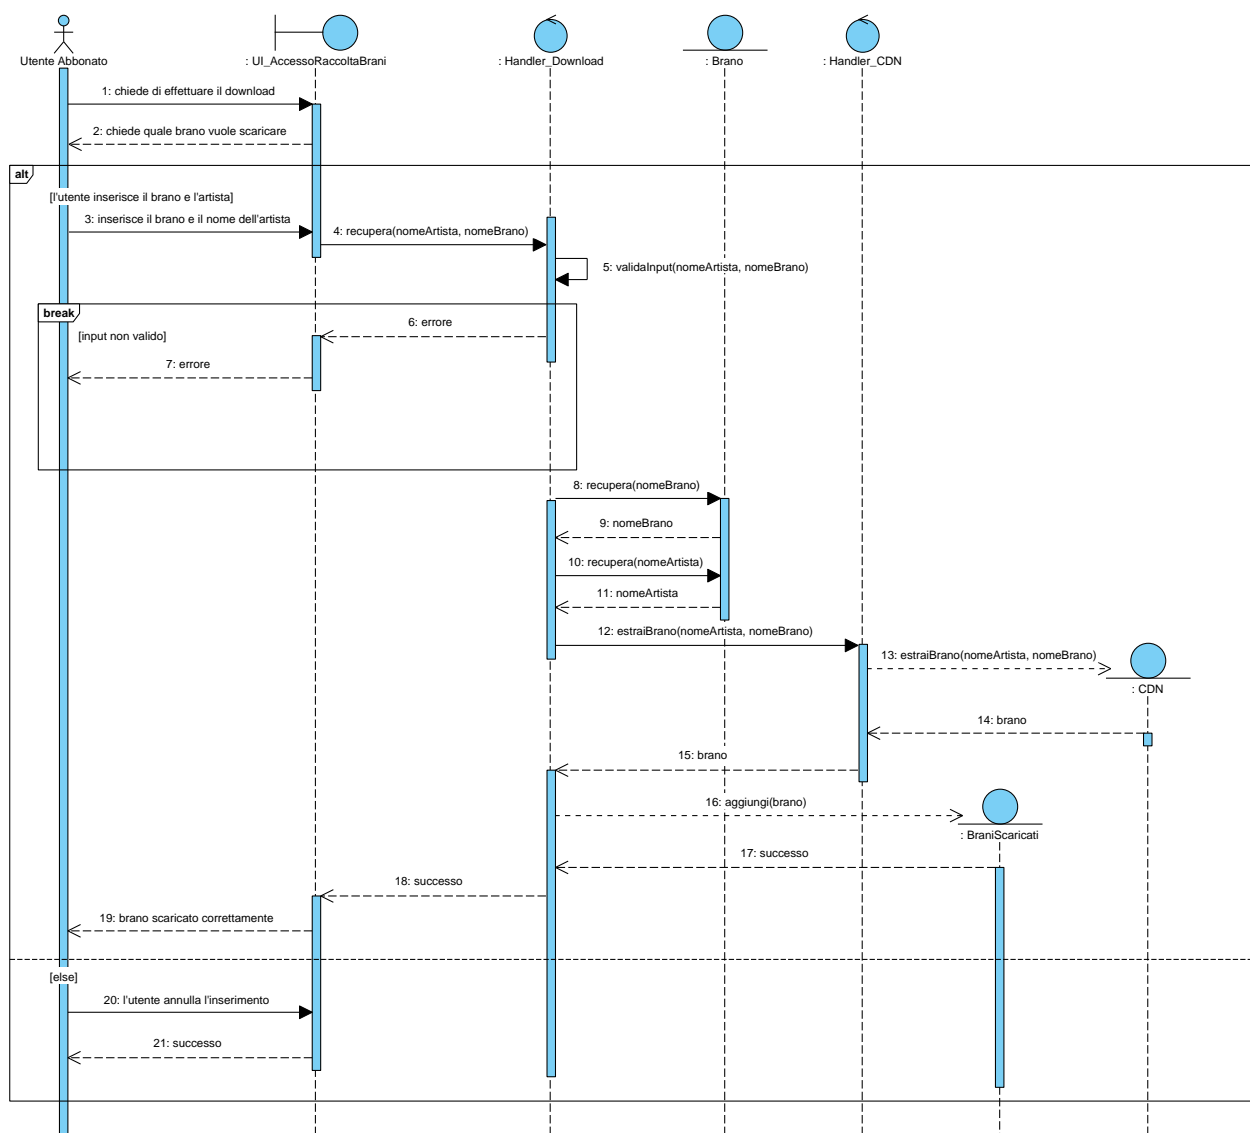 Utente Abbonato
: UI_AccessoRaccoltaBrani
: Handler_Download
: Brano
: Handler_CDN
1: chiede di effettuare il download
2: chiede quale brano vuole scaricare
alt
[l'utente inserisce il brano e l'artista]
3: inserisce il brano e il nome dell'artista
4: recupera(nomeArtista, nomeBrano)
5: validaInput(nomeArtista, nomeBrano)
break
6: errore
[input non valido]
7: errore
8: recupera(nomeBrano)
9: nomeBrano
10: recupera(nomeArtista)
11: nomeArtista
12: estraiBrano(nomeArtista, nomeBrano)
13: estraiBrano(nomeArtista, nomeBrano)
: CDN
14: brano
15: brano
16: aggiungi(brano)
: BraniScaricati
17: successo
18: successo
19: brano scaricato correttamente
[else]
20: l'utente annulla l'inserimento
21: successo